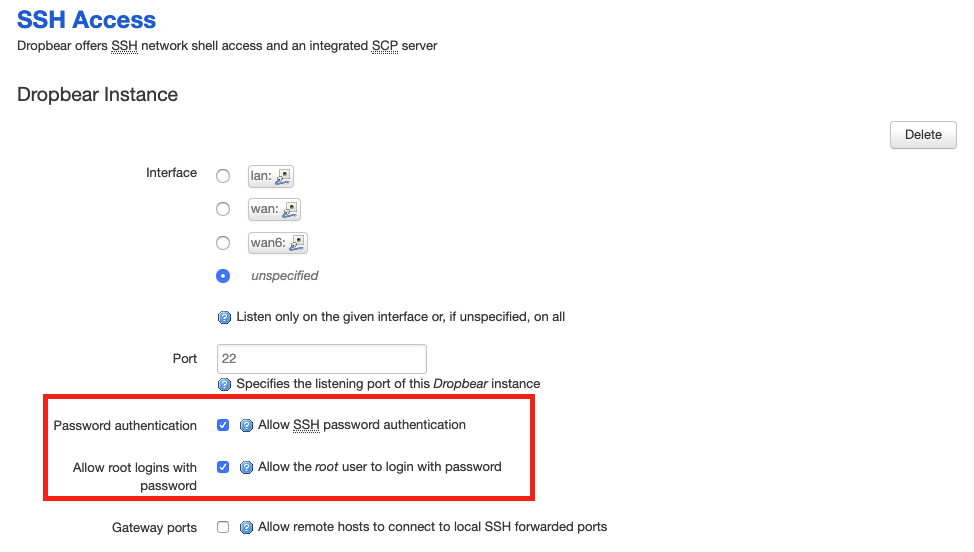 SSH Access
Dropbear offers SSH network shell access and an integrated SCP server
Dropbear Instance
Delete
Interface
lan:
wan:
wan6:
unspecified
Listen only on the given interface or, if unspecified, on all
Port
22
Specifies the listening port of this Dropbear instance
Password authentication
Allow SSH password authentication
Allow root logins with
password
Allow the root user to login with password
Gateway ports
Allow remote hosts to connect to local SSH forwarded ports